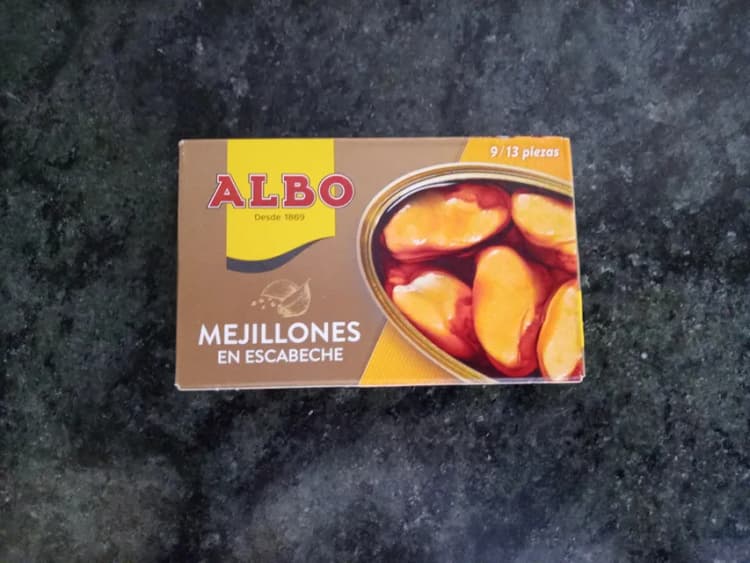 9/13 piezas
ALBO
Desde 1869
MEJILLONES
EN ESCABECHE